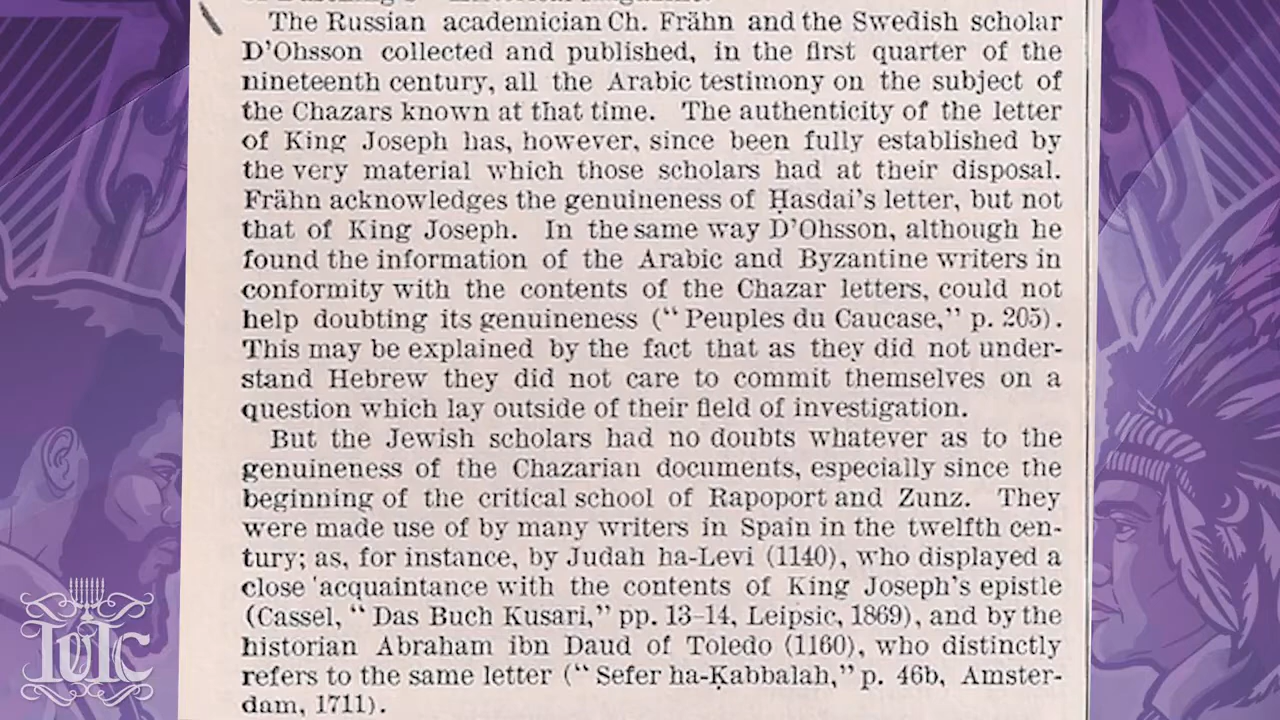 The Russian academician Ch. Frähn and the Swedish scholar
D'Ohsson collected and published, in the first quarter of the
nineteenth century, all the Arabic testimony on the subject of
the Chazars known at that time. The authenticity of the letter
of King Joseph has, however, since been fully established by
the very material which those scholars had at their disposal.
Frähn acknowledges the genuineness of Ḥasdai's letter, but not
that of King Joseph. In the same way D'Ohsson, although he
found the information of the Arabic and Byzantine writers in
conformity with the contents of the Chazar letters, could not
help doubting its genuineness ("Peuples du Caucase," p. 205).
This may be explained by the fact that as they did not under-
stand Hebrew they did not care to commit themselves on a
question which lay outside of their field of investigation.
But the Jewish scholars had no doubts whatever as to the
genuineness of the Chazarian documents, especially since the
beginning of the critical school of Rapoport and Zunz. They
were made use of by many writers in Spain in the twelfth cen-
tury; as, for instance, by Judah ha-Levi (1140), who displayed a
close acquaintance with the contents of King Joseph's epistle
(Cassel, "Das Buch Kusari," pp. 13-14, Leipsic, 1869), and by the
historian Abraham ibn Daud of Toledo (1160), who distinctly
refers to the same letter ("Sefer ha-Ḳabbalah," p. 46b, Amster-
dam, 1711).
IUIC